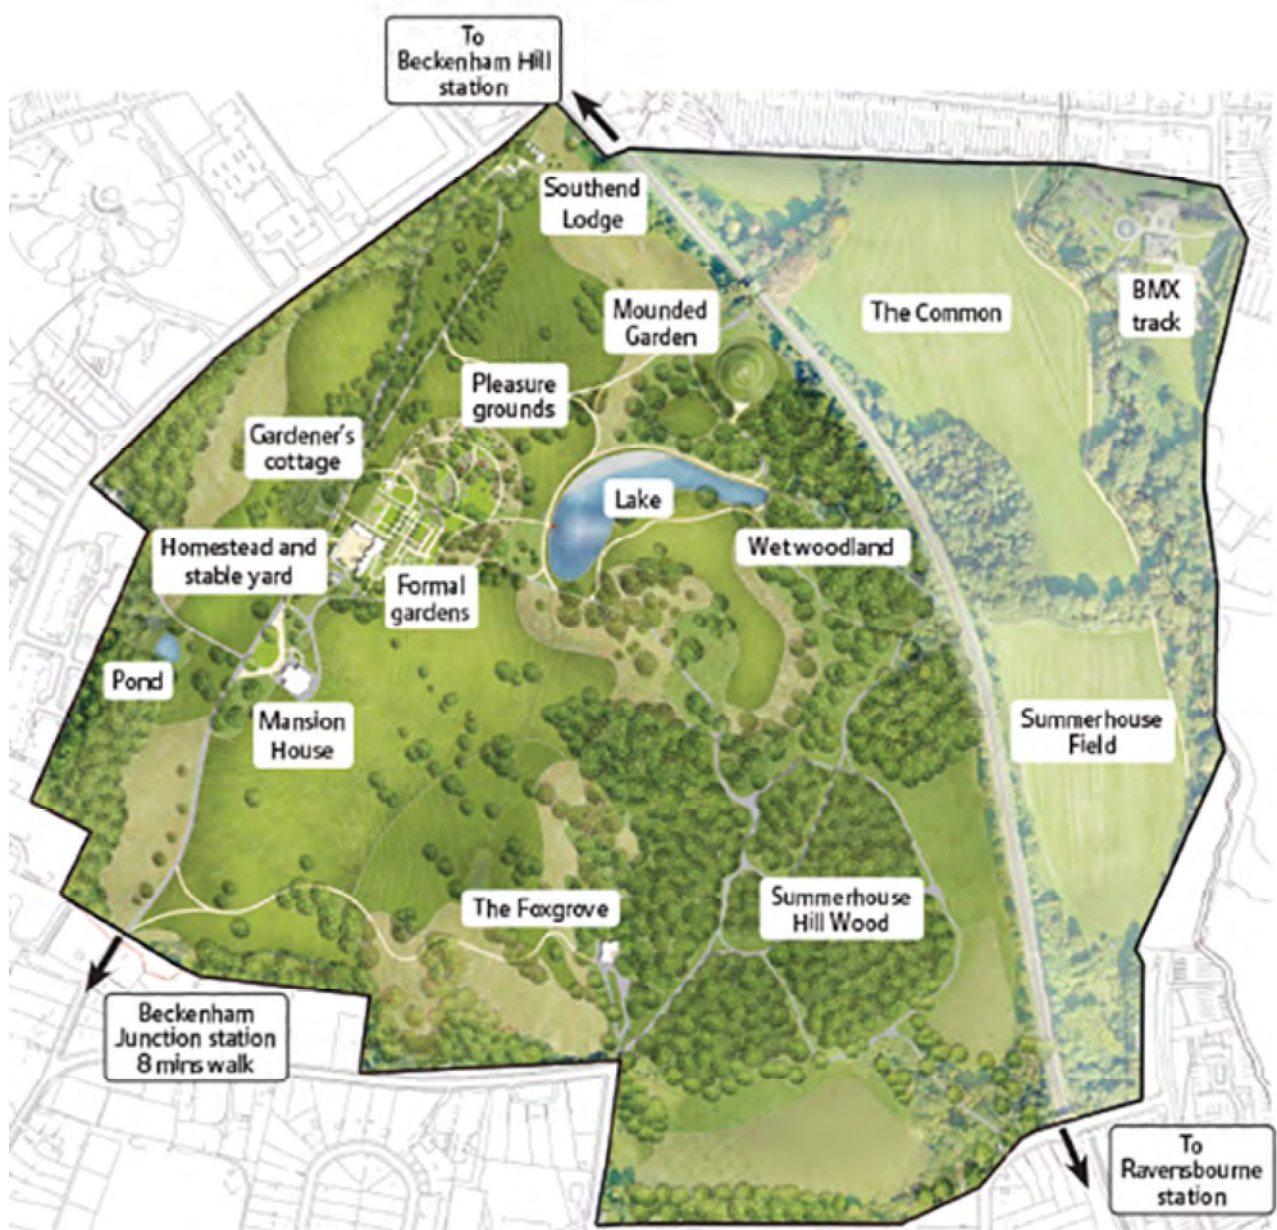 To
Beckenham Hill
station
Southend
Lodge
Mounded
Garden
The Common
BMX
track
Pleasure
grounds
Gardener's
cottage
Lake
Homestead and
stable yard
Formal
gardens
Wet woodland
Pond
Mansion
House
Summerhouse
Field
The Foxgrove
Summerhouse
Hill Wood
Beckenham
Junction station
8 mins walk
To
Ravensbourne
station